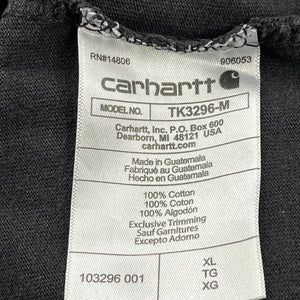 RN#14806 906053
carhartt
MODEL NO. TK3296-M
Carhartt, Inc. P.O. Box 600
Dearborn, MI 48121 USA
carhartt.com
Made in Guatemala
Fabriqué au Guatemala
Hecho en Guatemala
100% Cotton
100% Coton
100% Algodón
Exclusive Trimming
Sauf Garnitures
Excepto Adorno
103296 001
XL
TG
XG